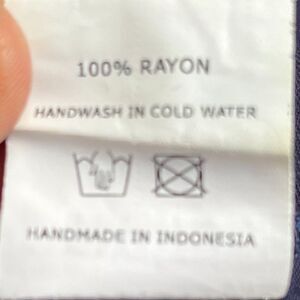 100% RAYON
HANDWASH IN COLD WATER
HANDMADE IN INDONESIA